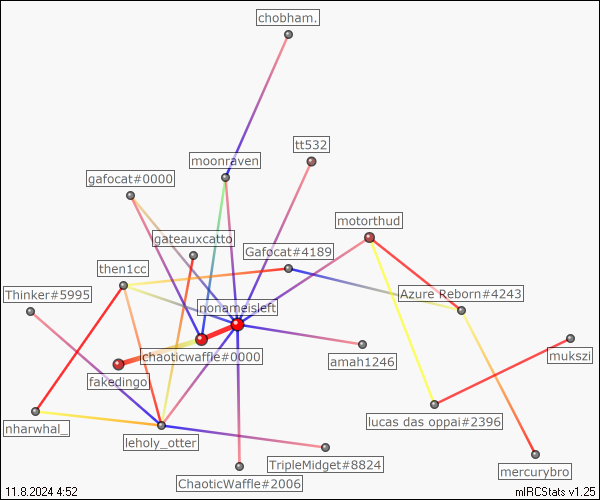 chobham.
tt532
moonraven
gafocat#0000
motorthud
gateauxcatto
Gafocat#4189
then1cc
Thinker#5995
Azure Reborn#4243
nonameisleft
chaoticwaffle#0000
amah1246
mukszi
fakedingo
lucas das oppai#2396
nharwhal_
leholy_otter
TripleMidget#8824
mercurybro
ChaoticWaffle#2006
11.8.2024 4:52
mIRCStats v1.25